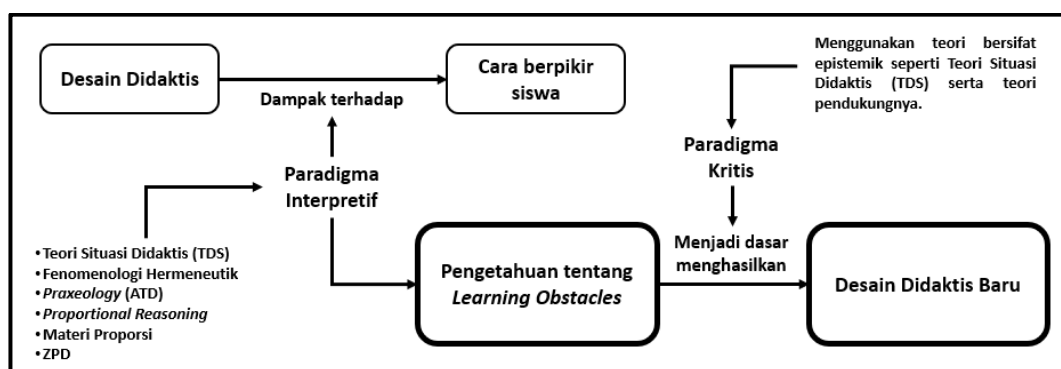 Desain Didaktis
Dampak terhadap
Cara berpikir
siswa
Menggunakan teori bersifat
epistemik seperti Teori Situasi
Didaktis (TDS) serta teori
pendukungnya.
Paradigma
Interpretif
Paradigma
Kritis
• Teori Situasi Didaktis (TDS)
• Fenomenologi Hermeneutik
• Praxeology (ATD)
• Proportional Reasoning
• Materi Proporsi
• ZPD
Pengetahuan tentang
Learning Obstacles
Menjadi dasar
menghasilkan
Desain Didaktis Baru